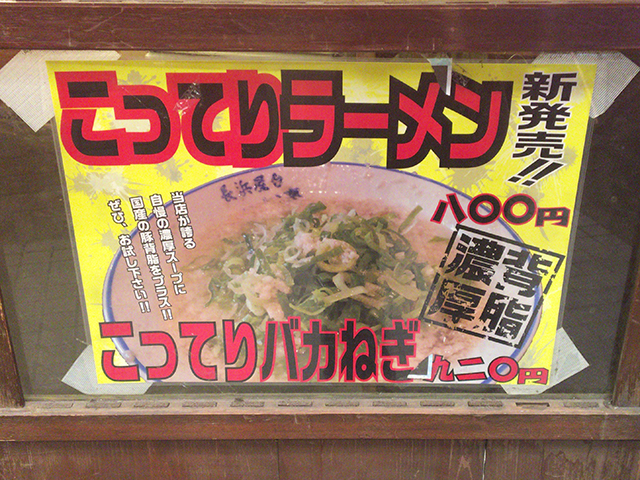 こってりラーメン
新発売!!
八〇〇円
長浜屋台
当店が誇る
自慢の濃厚スープに
国産の豚背脂をプラス!!
ぜひ、お試し下さい!!
背脂
濃厚
こってりバカねぎ
九二〇円